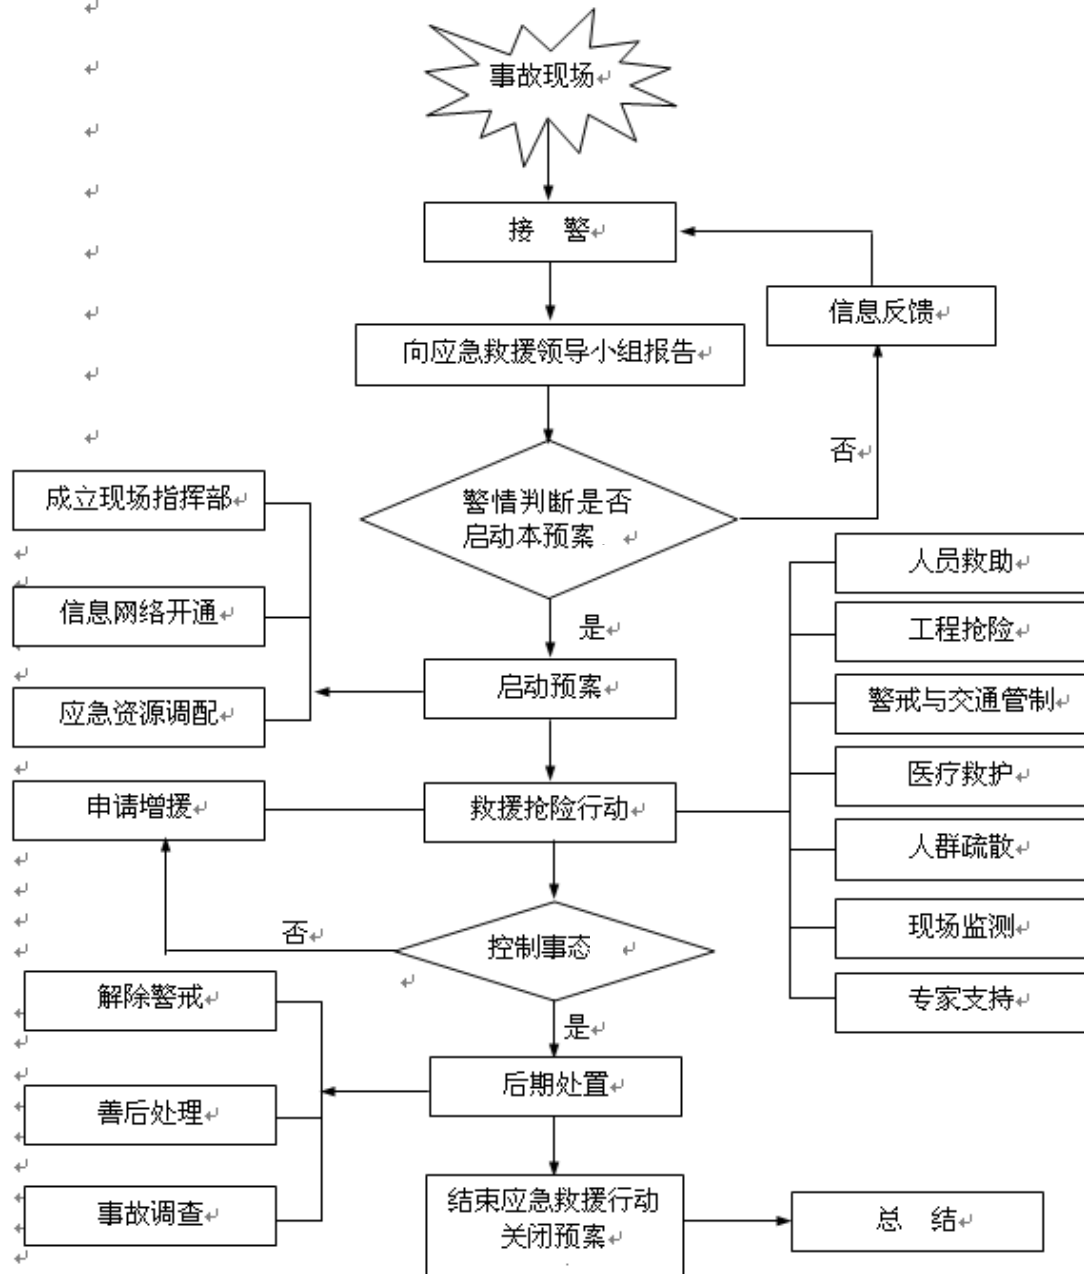 事故现场
接 警
信息反馈
向应急救援领导小组报告
否
警情判断是否
启动本预案
成立现场指挥部
信息网络开通
应急资源调配
是
启动预案
人员救助
工程抢险
警戒与交通管制
医疗救护
人群疏散
现场监测
专家支持
申请增援
救援抢险行动
否
控制事态
是
解除警戒
善后处理
事故调查
后期处置
结束应急救援行动
关闭预案
总 结